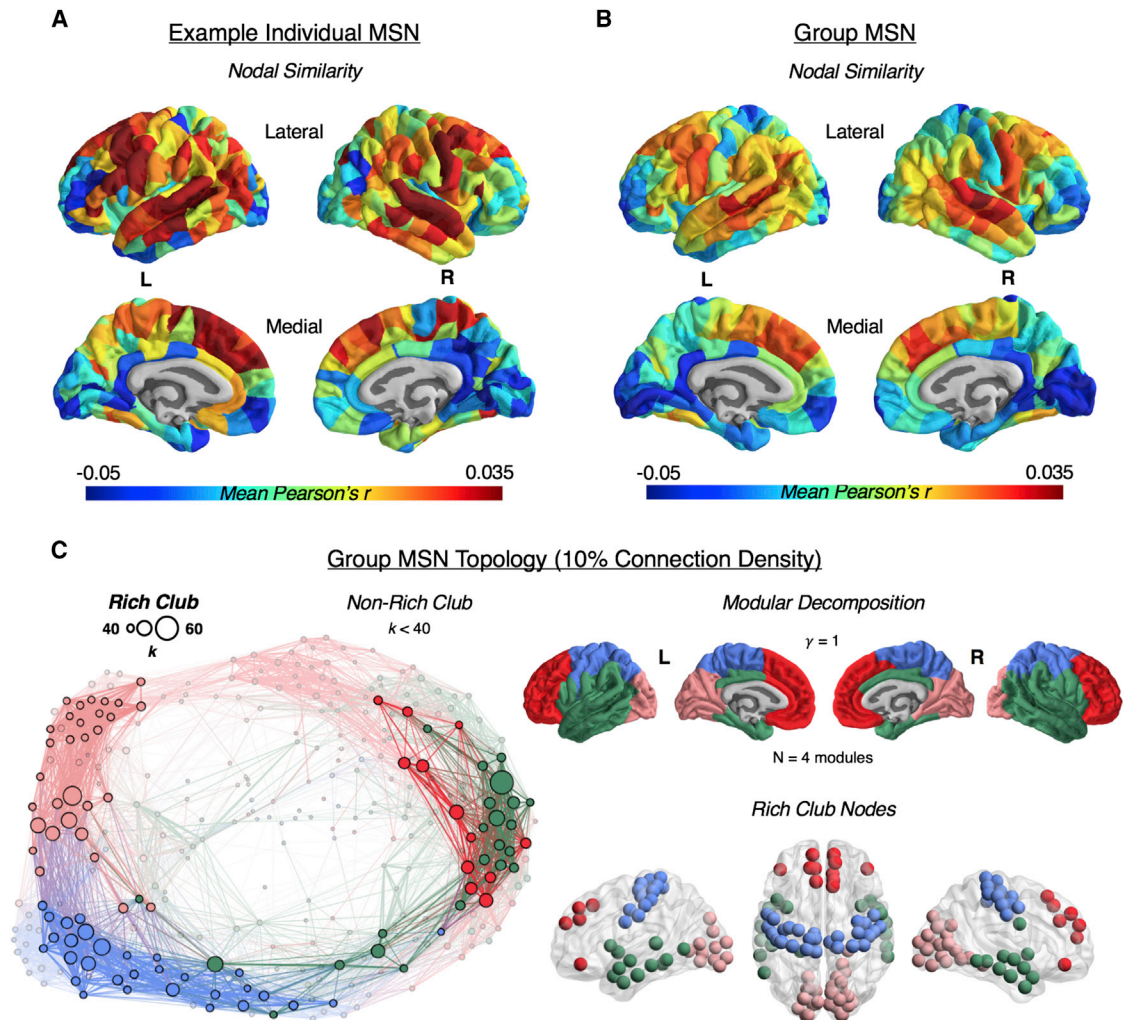 A
Example Individual MSN
Nodal Similarity
Lateral
L
R
Medial
-0.05
0.035
Mean Pearson's r
B
Group MSN
Nodal Similarity
Lateral
L
R
Medial
-0.05
0.035
Mean Pearson's r
C
Group MSN Topology (10% Connection Density)
Rich Club
40
60
k
Non-Rich Club
k < 40
Modular Decomposition
γ = 1
L
R
N = 4 modules
Rich Club Nodes